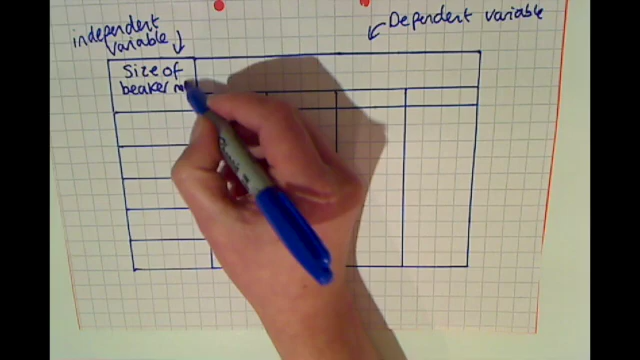 independent
variable
Dependent variable
Size of
beaker